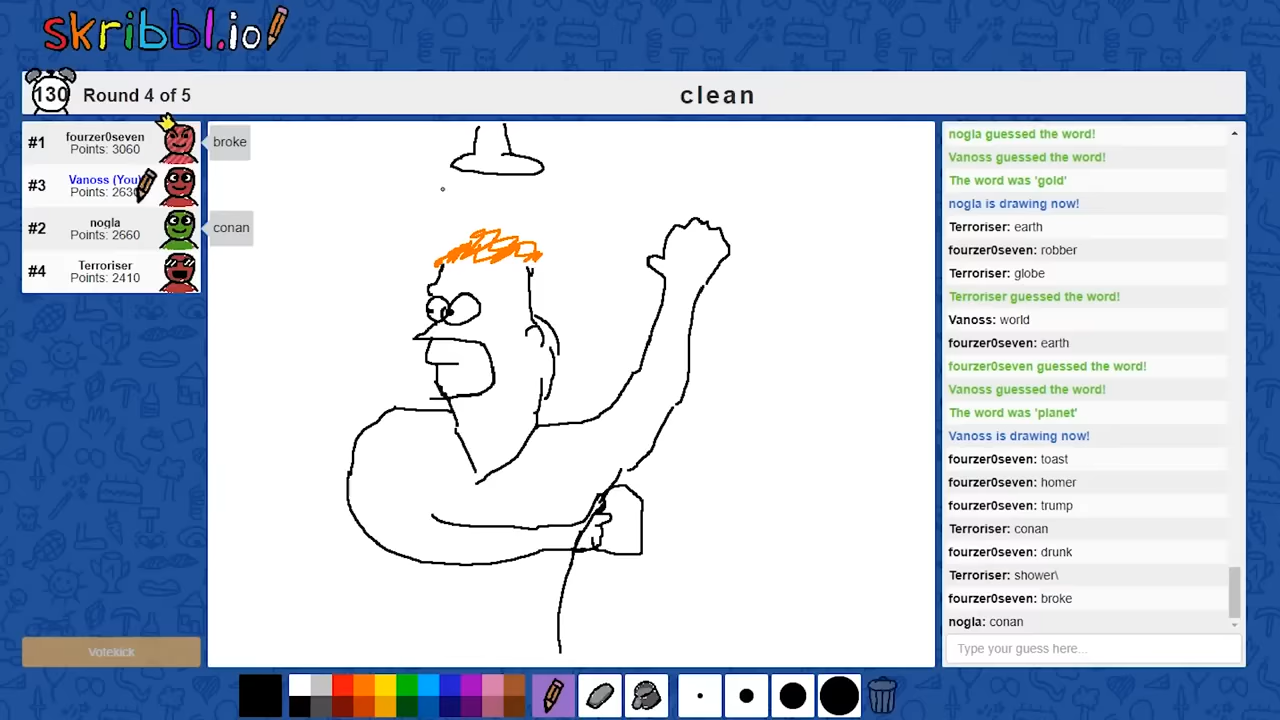 skribbl.io
130
Round 4 of 5
clean
#1
fourzer0seven
Points: 3060
broke
#3
Vanoss (You)
Points: 2630
#2
nogla
Points: 2660
conan
#4
Terroriser
Points: 2410
Votekick
nogla guessed the word!
Vanoss guessed the word!
The word was 'gold'
nogla is drawing now!
Terroriser: earth
fourzer0seven: robber
Terroriser: globe
Terroriser guessed the word!
Vanoss: world
fourzer0seven: earth
fourzer0seven guessed the word!
Vanoss guessed the word!
The word was 'planet'
Vanoss is drawing now!
fourzer0seven: toast
fourzer0seven: homer
fourzer0seven: trump
Terroriser: conan
fourzer0seven: drunk
Terroriser: shower\
fourzer0seven: broke
nogla: conan
Type your guess here...